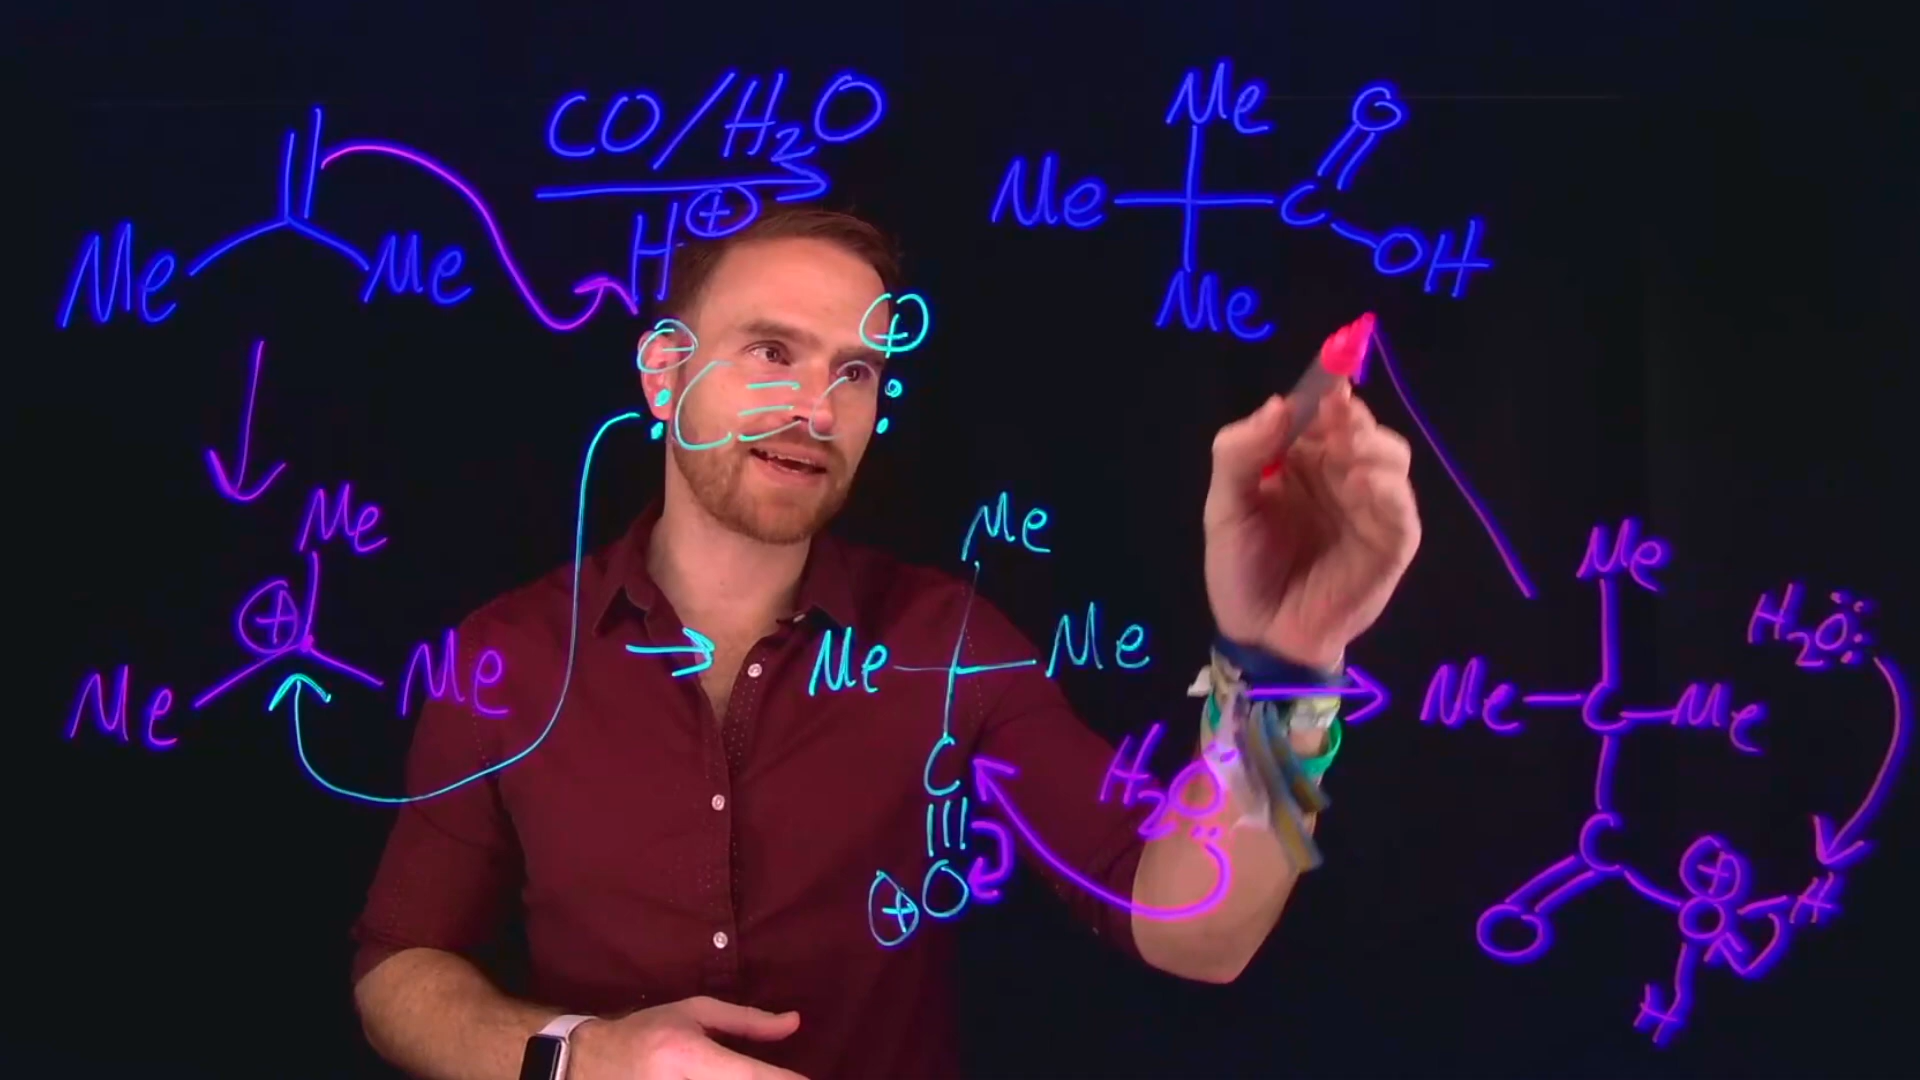 CO/H₂O
H⊕
Me Me
Me
Me C O
OH
Me
⊖ ⊕
C≡O
Me
⊕
Me Me
Me
Me Me
C
⊕ O
H₂O
Me
Me C Me
C
O ⊕ O H
H
H₂O